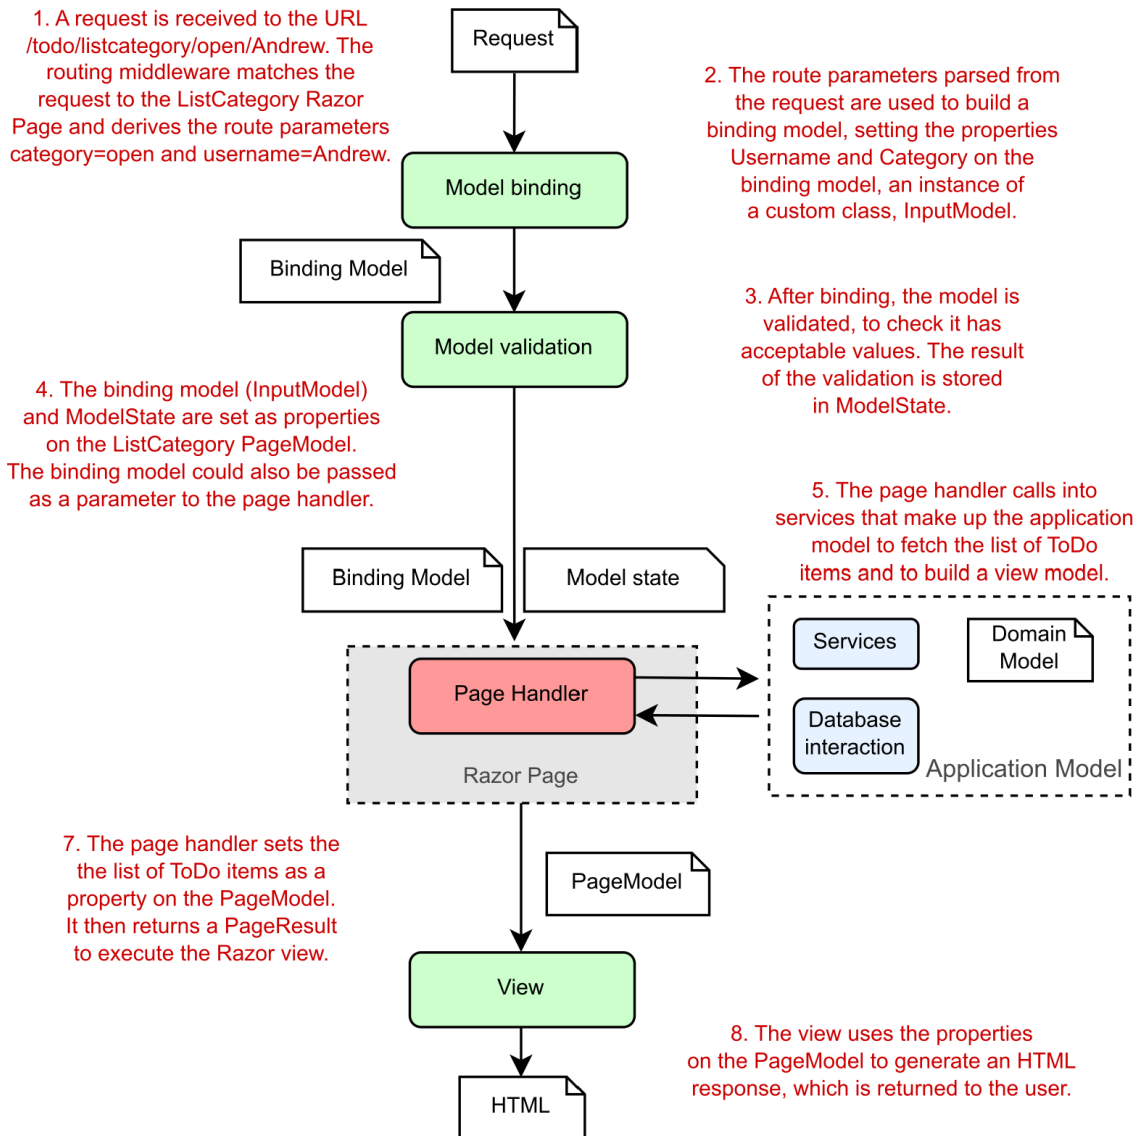 1. A request is received to the URL
/todo/listcategory/open/Andrew. The
routing middleware matches the
request to the ListCategory Razor
Page and derives the route parameters
category=open and username=Andrew.
Request
2. The route parameters parsed from
the request are used to build a
binding model, setting the properties
Username and Category on the
binding model, an instance of
a custom class, InputModel.
Model binding
Binding Model
3. After binding, the model is
validated, to check it has
acceptable values. The result
of the validation is stored
in ModelState.
Model validation
4. The binding model (InputModel)
and ModelState are set as properties
on the ListCategory PageModel.
The binding model could also be passed
as a parameter to the page handler.
5. The page handler calls into
services that make up the application
model to fetch the list of ToDo
items and to build a view model.
Binding Model
Model state
Services
Domain
Model
Page Handler
Database
interaction
Application Model
Razor Page
7. The page handler sets the
the list of ToDo items as a
property on the PageModel.
It then returns a PageResult
to execute the Razor view.
PageModel
View
8. The view uses the properties
on the PageModel to generate an HTML
response, which is returned to the user.
HTML